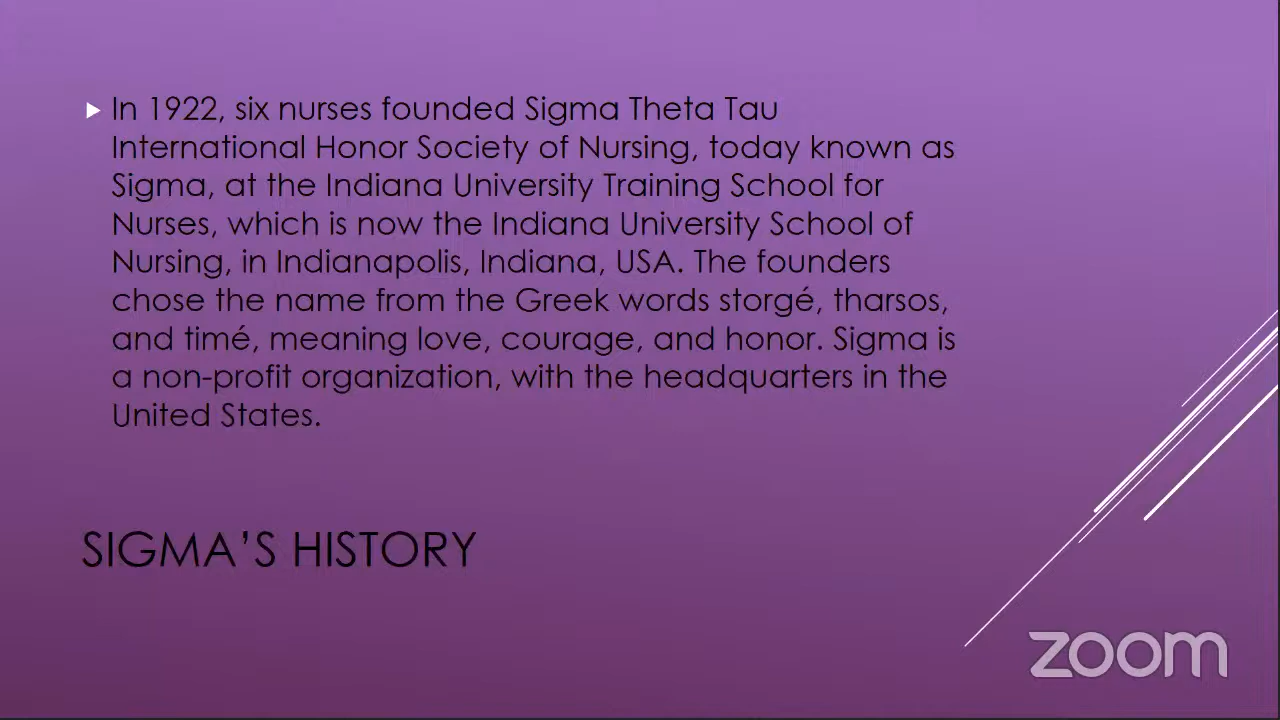 In 1922, six nurses founded Sigma Theta Tau
International Honor Society of Nursing, today known as
Sigma, at the Indiana University Training School for
Nurses, which is now the Indiana University School of
Nursing, in Indianapolis, Indiana, USA. The founders
chose the name from the Greek words storgé, tharsos,
and timé, meaning love, courage, and honor. Sigma is
a non-profit organization, with the headquarters in the
United States.
SIGMA’S HISTORY
zoom